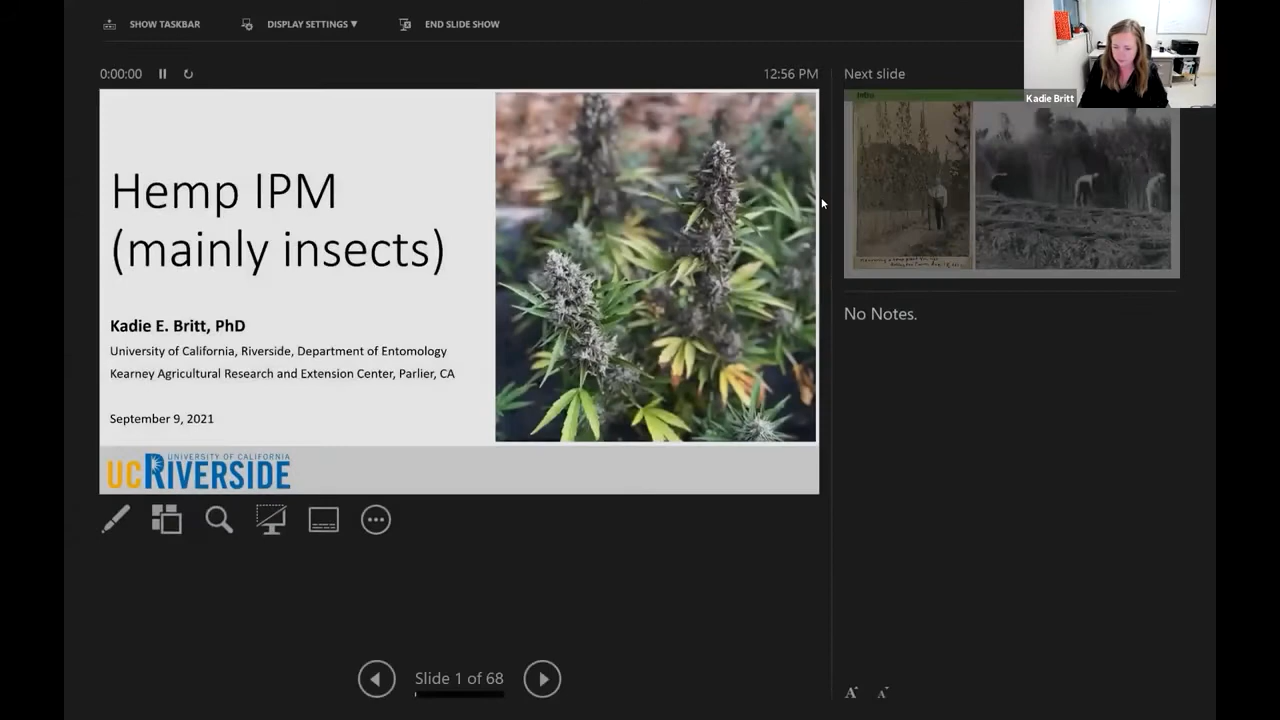 SHOW TASKBAR
DISPLAY SETTINGS ▼
END SLIDE SHOW
0:00:00
12:56 PM
Next slide
Kadie Britt
Hemp IPM
(mainly insects)
Kadie E. Britt, PhD
University of California, Riverside, Department of Entomology
Kearney Agricultural Research and Extension Center, Parlier, CA
September 9, 2021
UNIVERSITY OF CALIFORNIA
UC RIVERSIDE
No Notes.
Slide 1 of 68
A A